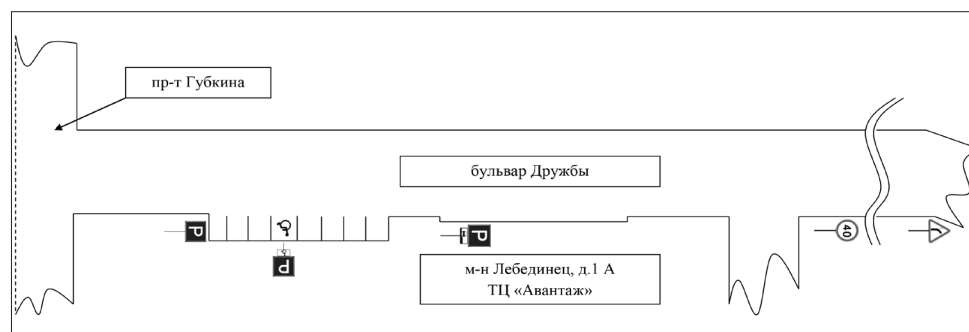 пр-т Губкина
бульвар Дружбы
P
P
P
40
м-н Лебединец, д.1 А
ТЦ «Авантаж»